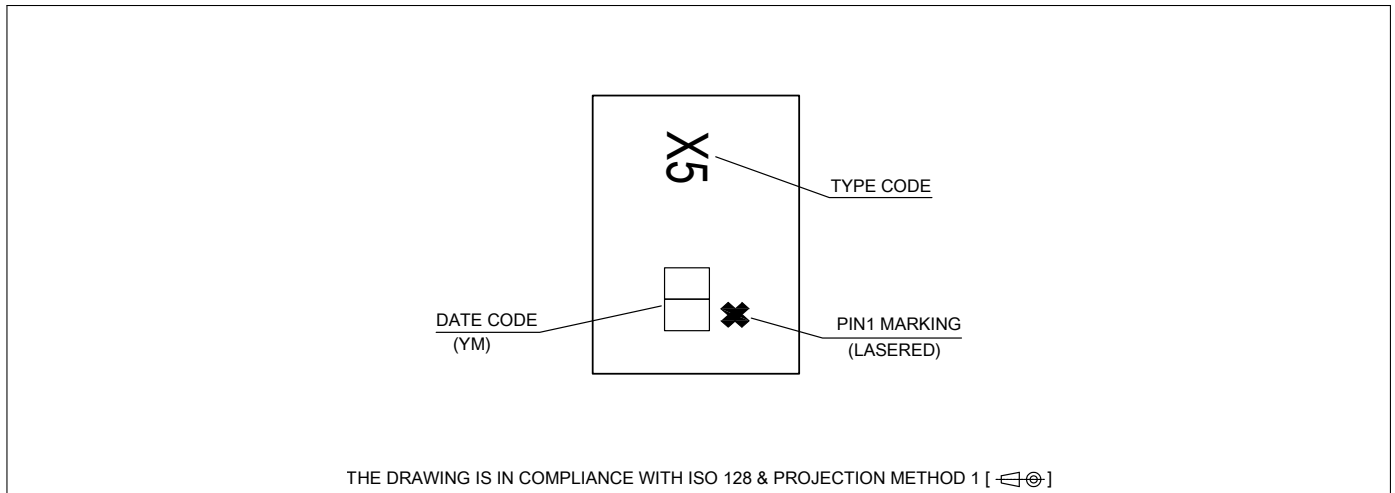 X5
TYPE CODE
DATE CODE
(YM)
PIN1 MARKING
(LASERED)
THE DRAWING IS IN COMPLIANCE WITH ISO 128 & PROJECTION METHOD 1 [ ]